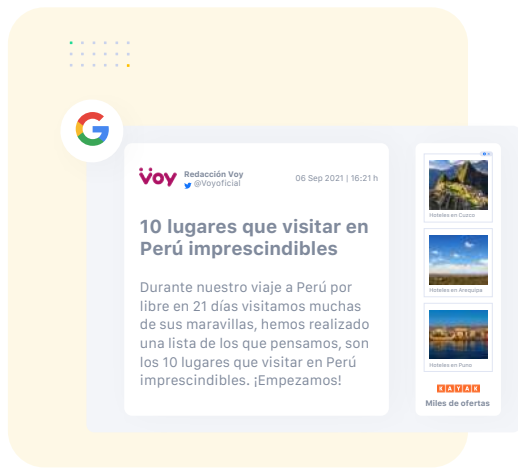 voy
Redacción Voy
@Voyoficial
06 Sep 2021 | 16:21 h
10 lugares que visitar en
Perú imprescindibles
Durante nuestro viaje a Perú por
libre en 21 días visitamos muchas
de sus maravillas, hemos realizado
una lista de los que pensamos, son
los 10 lugares que visitar en Perú
imprescindibles. ¡Empezamos!
Hoteles en Cuzco
Hoteles en Arequipa
Hoteles en Puno
KAYAK
Miles de ofertas